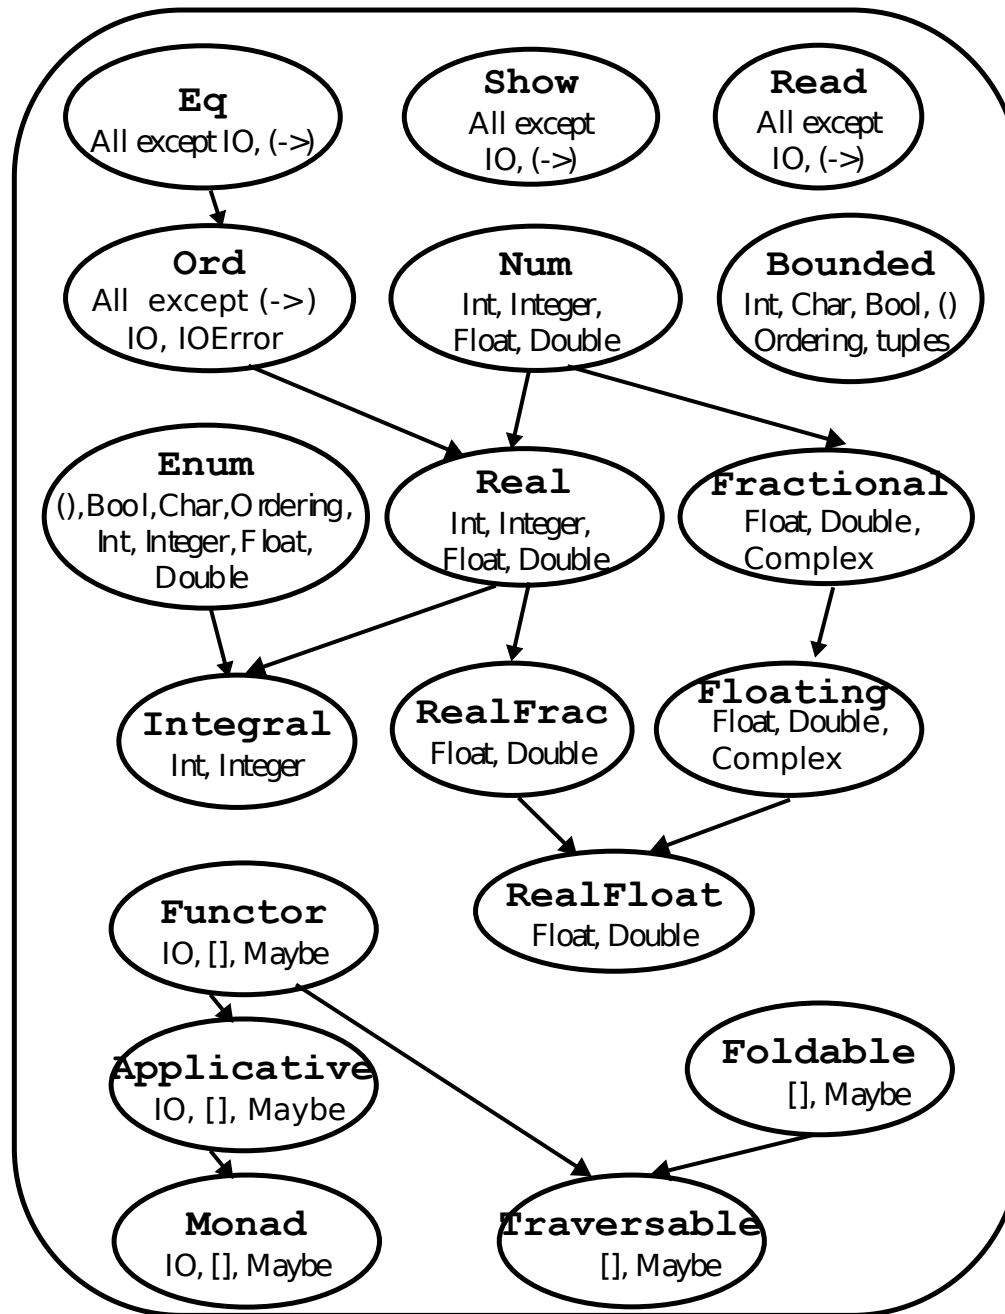 Eq
All except IO, (->)
Show
All except
IO, (->)
Read
All except
IO, (->)
Ord
All except (->)
IO, IOError
Num
Int, Integer,
Float, Double
Bounded
Int, Char, Bool, ()
Ordering, tuples
Enum
(), Bool, Char, Ordering,
Int, Integer, Float,
Double
Real
Int, Integer,
Float, Double
Fractional
Float, Double,
Complex
Integral
Int, Integer
RealFrac
Float, Double
Floating
Float, Double,
Complex
RealFloat
Float, Double
Functor
IO, [], Maybe
Applicative
IO, [], Maybe
Foldable
[], Maybe
Monad
IO, [], Maybe
Traversable
[], Maybe